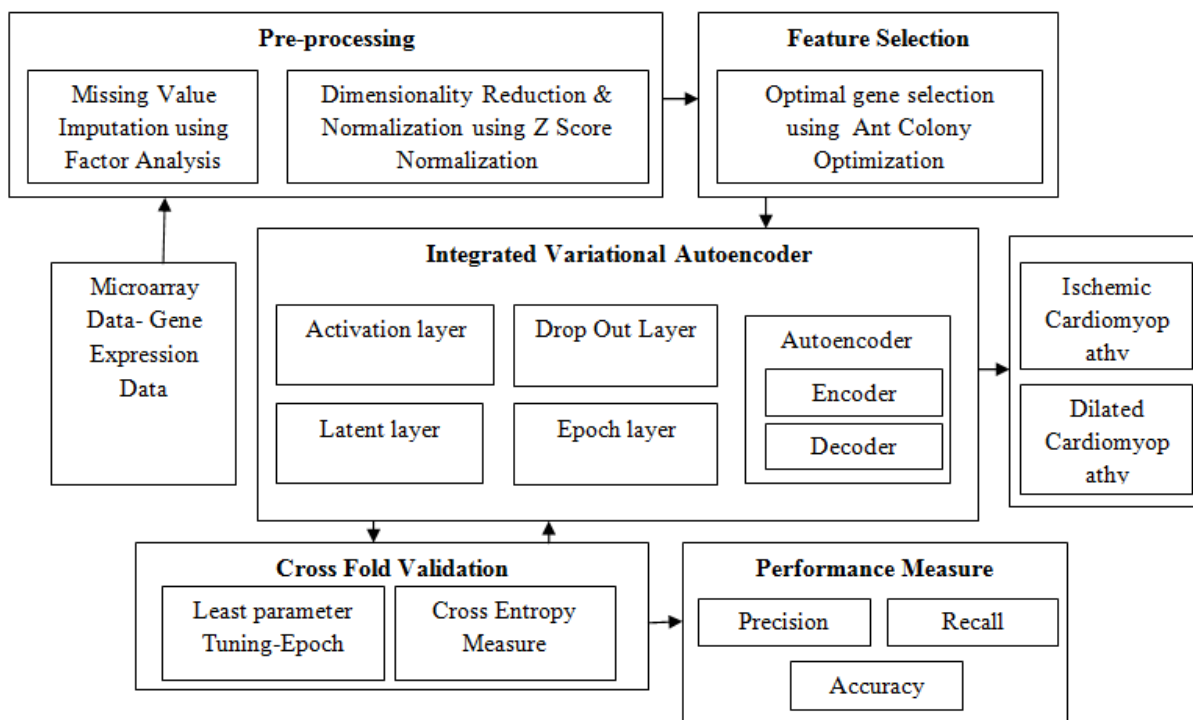 Pre-processing
Missing Value
Imputation using
Factor Analysis
Dimensionality Reduction &
Normalization using Z Score
Normalization
Feature Selection
Optimal gene selection
using Ant Colony
Optimization
Microarray
Data- Gene
Expression
Data
Integrated Variational Autoencoder
Activation layer
Drop Out Layer
Latent layer
Epoch layer
Autoencoder
Encoder
Decoder
Ischemic
Cardiomyop
athy
Dilated
Cardiomyop
athy
Cross Fold Validation
Least parameter
Tuning-Epoch
Cross Entropy
Measure
Performance Measure
Precision
Recall
Accuracy